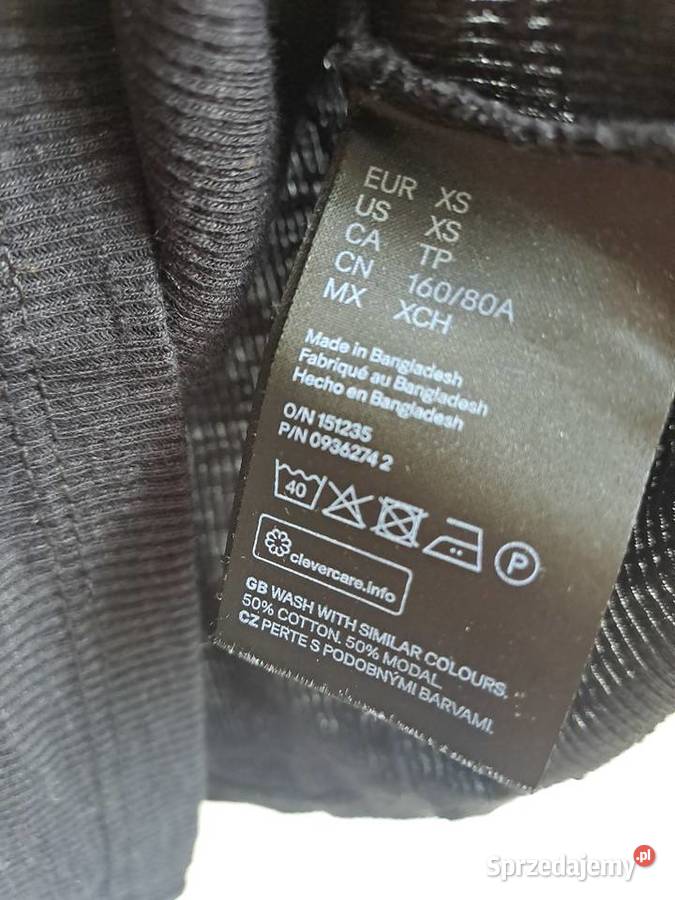 EUR XS
US XS
CA TP
CN 160/80A
MX XCH
Made in Bangladesh
Fabriqué au Bangladesh
Hecho en Bangladesh
O/N 151235
P/N 0936274 2
40
P
clevercare.info
GB WASH WITH SIMILAR COLOURS.
50% COTTON. 50% MODAL
CZ PERTE S PODOBNÝMI BARVAMI.
Sprzedajemy .pl